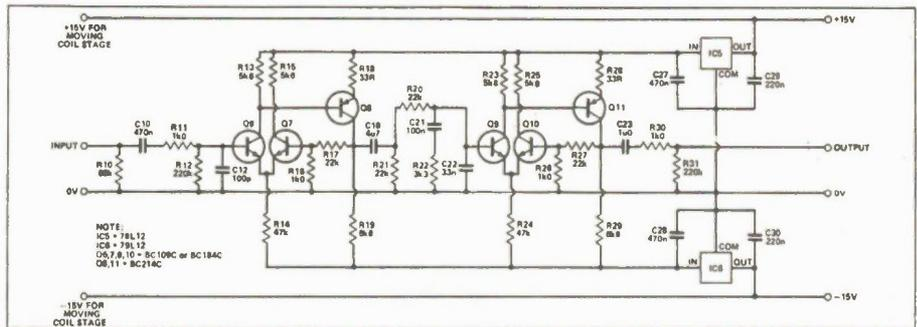 +15V FOR
MOVING
COIL STAGE
+15V
IN
IC5
OUT
COM
C27
470n
C29
220n
R13
5k6
R15
5k6
R18
33R
Q8
R20
22k
C21
100n
R23
5k6
R25
5k6
R28
33R
Q11
INPUT
C10
470n
R11
1k0
Q6
Q7
R17
22k
C18
4u7
Q9
Q10
R27
22k
C23
1u0
R30
1k0
OUTPUT
R10
68k
R12
220k
C12
100p
R16
1k0
R21
22k
R22
3k3
C22
33n
R26
1k0
R31
220k
0V
0V
R14
47k
R19
6k8
R24
47k
R29
6k8
C28
470n
COM
C30
220n
IN
IC6
OUT
NOTE:
IC5 = 78L12
IC6 = 79L12
Q6,7,9,10 = BC109C or BC184C
Q8,11 = BC214C
-15V FOR
MOVING
COIL STAGE
-15V